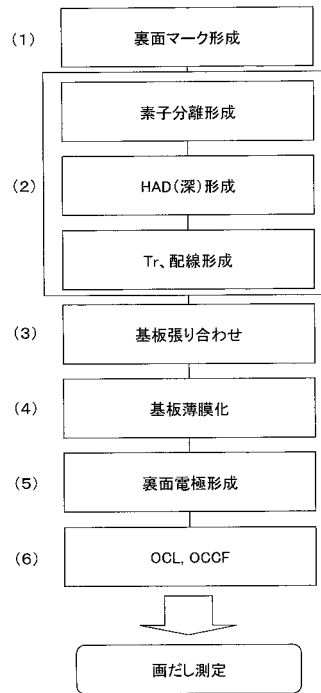 (1) 裏面マーク形成
素子分離形成
(2) HAD(深)形成
Tr、配線形成
(3) 基板張り合わせ
(4) 基板薄膜化
(5) 裏面電極形成
(6) OCL, OCCF
画だし測定